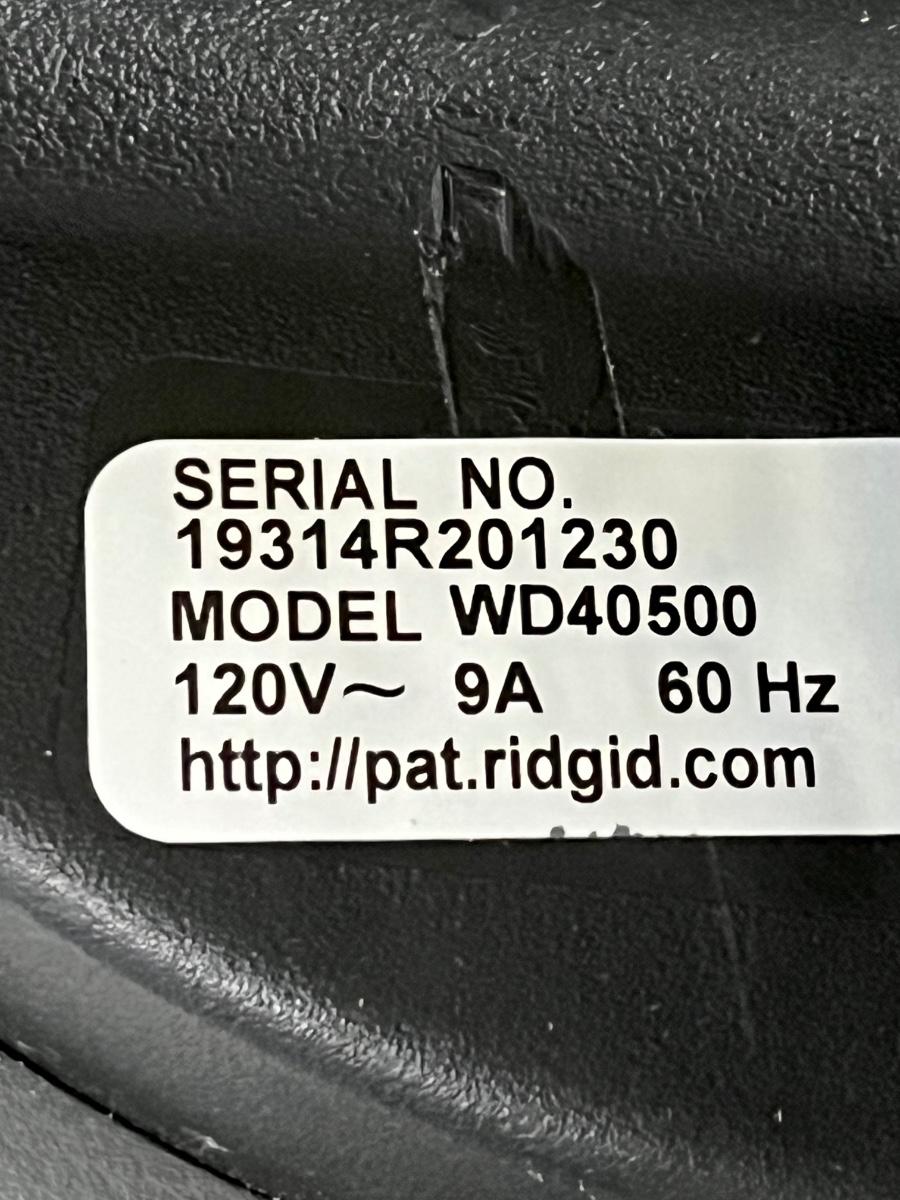 SERIAL NO.
19314R201230
MODEL WD40500
120V~ 9A 60 Hz
http://pat.ridgid.com